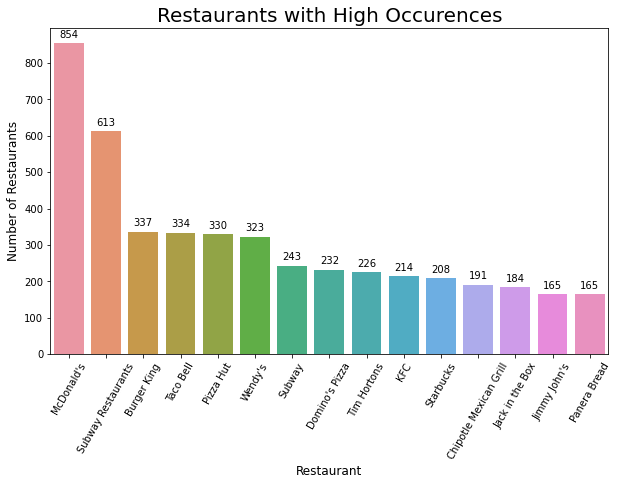 Restaurants with High Occurences
854
613
337
334
330
323
243
232
226
214
208
191
184
165
165
800
700
600
500
400
300
200
100
0
Number of Restaurants
McDonald's
Subway Restaurants
Burger King
Taco Bell
Pizza Hut
Wendy's
Subway
Domino's Pizza
Tim Hortons
KFC
Starbucks
Chipotle Mexican Grill
Jack in the Box
Jimmy John's
Panera Bread
Restaurant